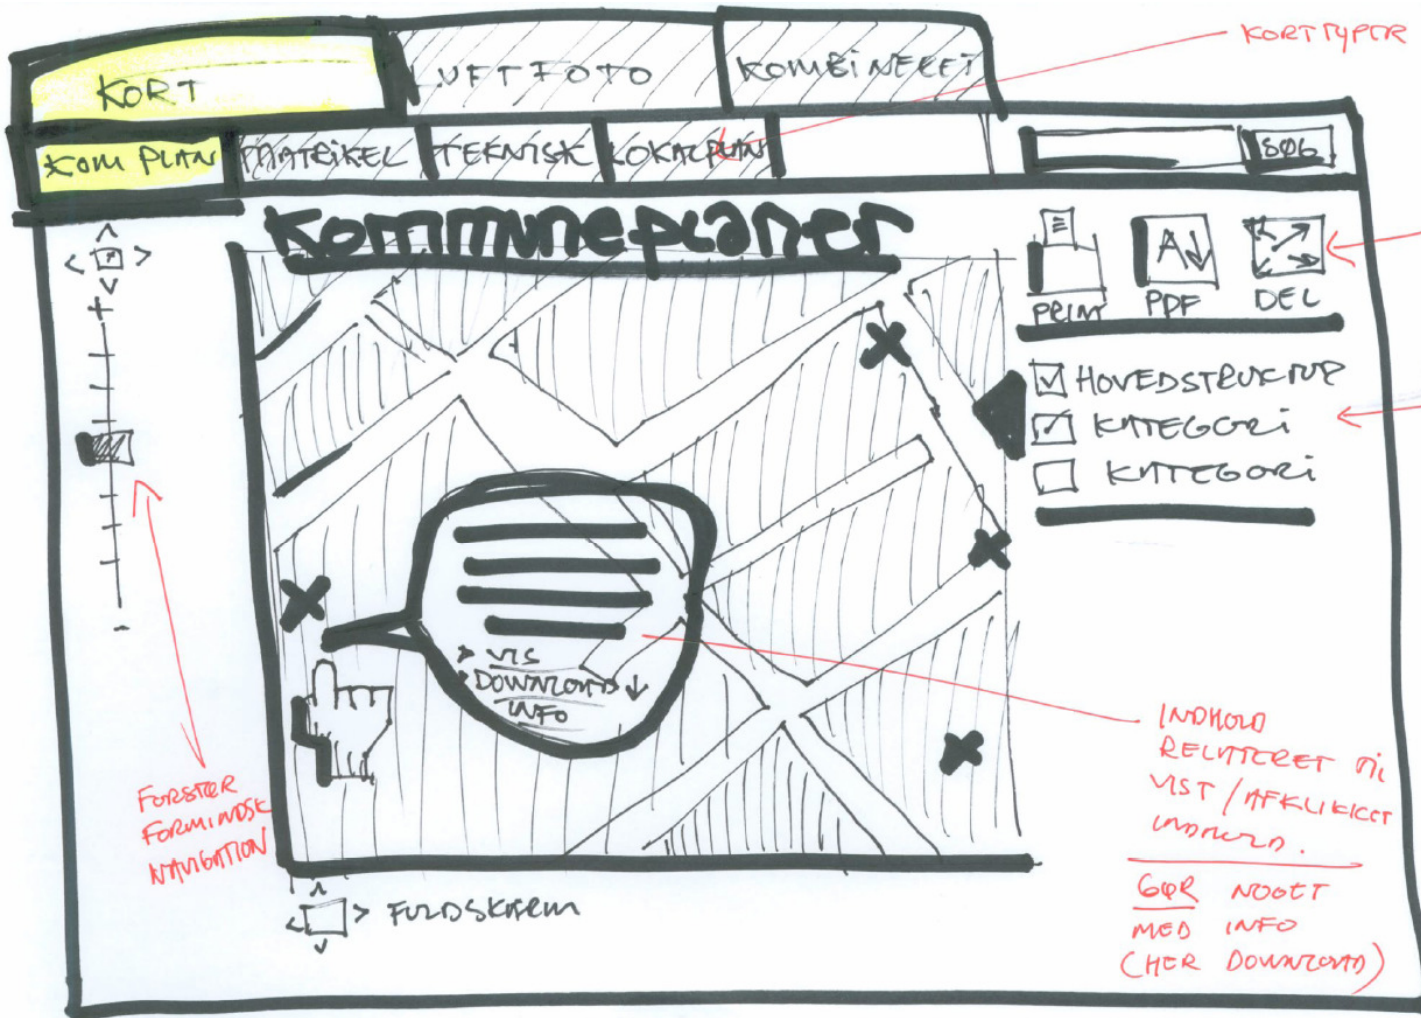 KORT
LUFTFOTO
KOMBINERET
KORTTYPER
KOM PLAN
MATRIKEL
TEKNISK
LOKALPLAN
SØG
Kommuneplaner
PRINT
PDF
DEL
HOVEDSTRUKTUR
KATEGORI
KATEGORI
> VIS
DOWNLOAD
INFO
FORSTØR
FORMINDSK
NAVIGATION
INDHOLD
RELATERET TIL
VIST / AFKLIKKET
INDHOLD.
GØR NOGET
MED INFO
(HER DOWNLOAD)
FULDSKÆRM